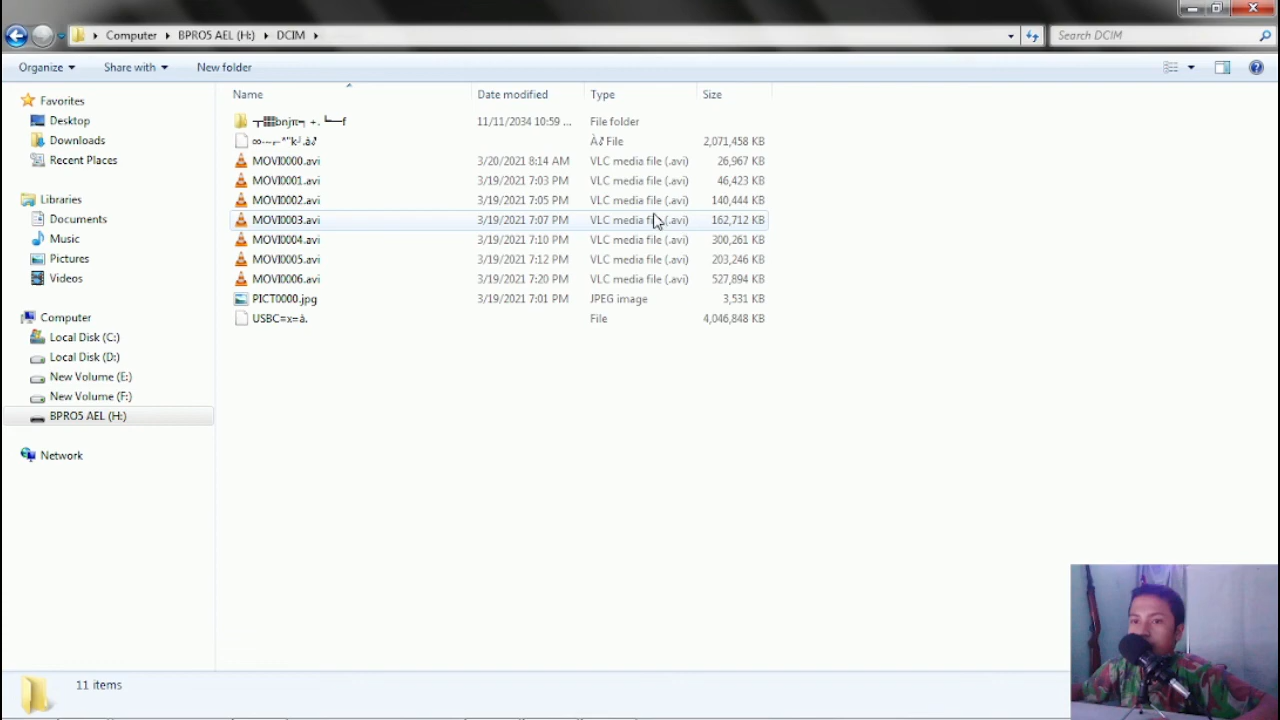 Computer BPRO5 AEL (H:) DCIM Search DCIM
Organize Share with New folder
Favorites
Desktop
Downloads
Recent Places
Libraries
Documents
Music
Pictures
Videos
Computer
Local Disk (C:)
Local Disk (D:)
New Volume (E:)
New Volume (F:)
BPRO5 AEL (H:)
Network
Name Date modified Type Size
11/11/2034 10:59 ... File folder
File 2,071,458 KB
MOVI0000.avi 3/20/2021 8:14 AM VLC media file (.avi) 26,967 KB
MOVI0001.avi 3/19/2021 7:03 PM VLC media file (.avi) 46,423 KB
MOVI0002.avi 3/19/2021 7:05 PM VLC media file (.avi) 140,444 KB
MOVI0003.avi 3/19/2021 7:07 PM VLC media file (.avi) 162,712 KB
MOVI0004.avi 3/19/2021 7:10 PM VLC media file (.avi) 300,261 KB
MOVI0005.avi 3/19/2021 7:12 PM VLC media file (.avi) 203,246 KB
MOVI0006.avi 3/19/2021 7:20 PM VLC media file (.avi) 527,894 KB
PICT0000.jpg 3/19/2021 7:01 PM JPEG image 3,531 KB
USBC≡x=à. File 4,046,848 KB
11 items